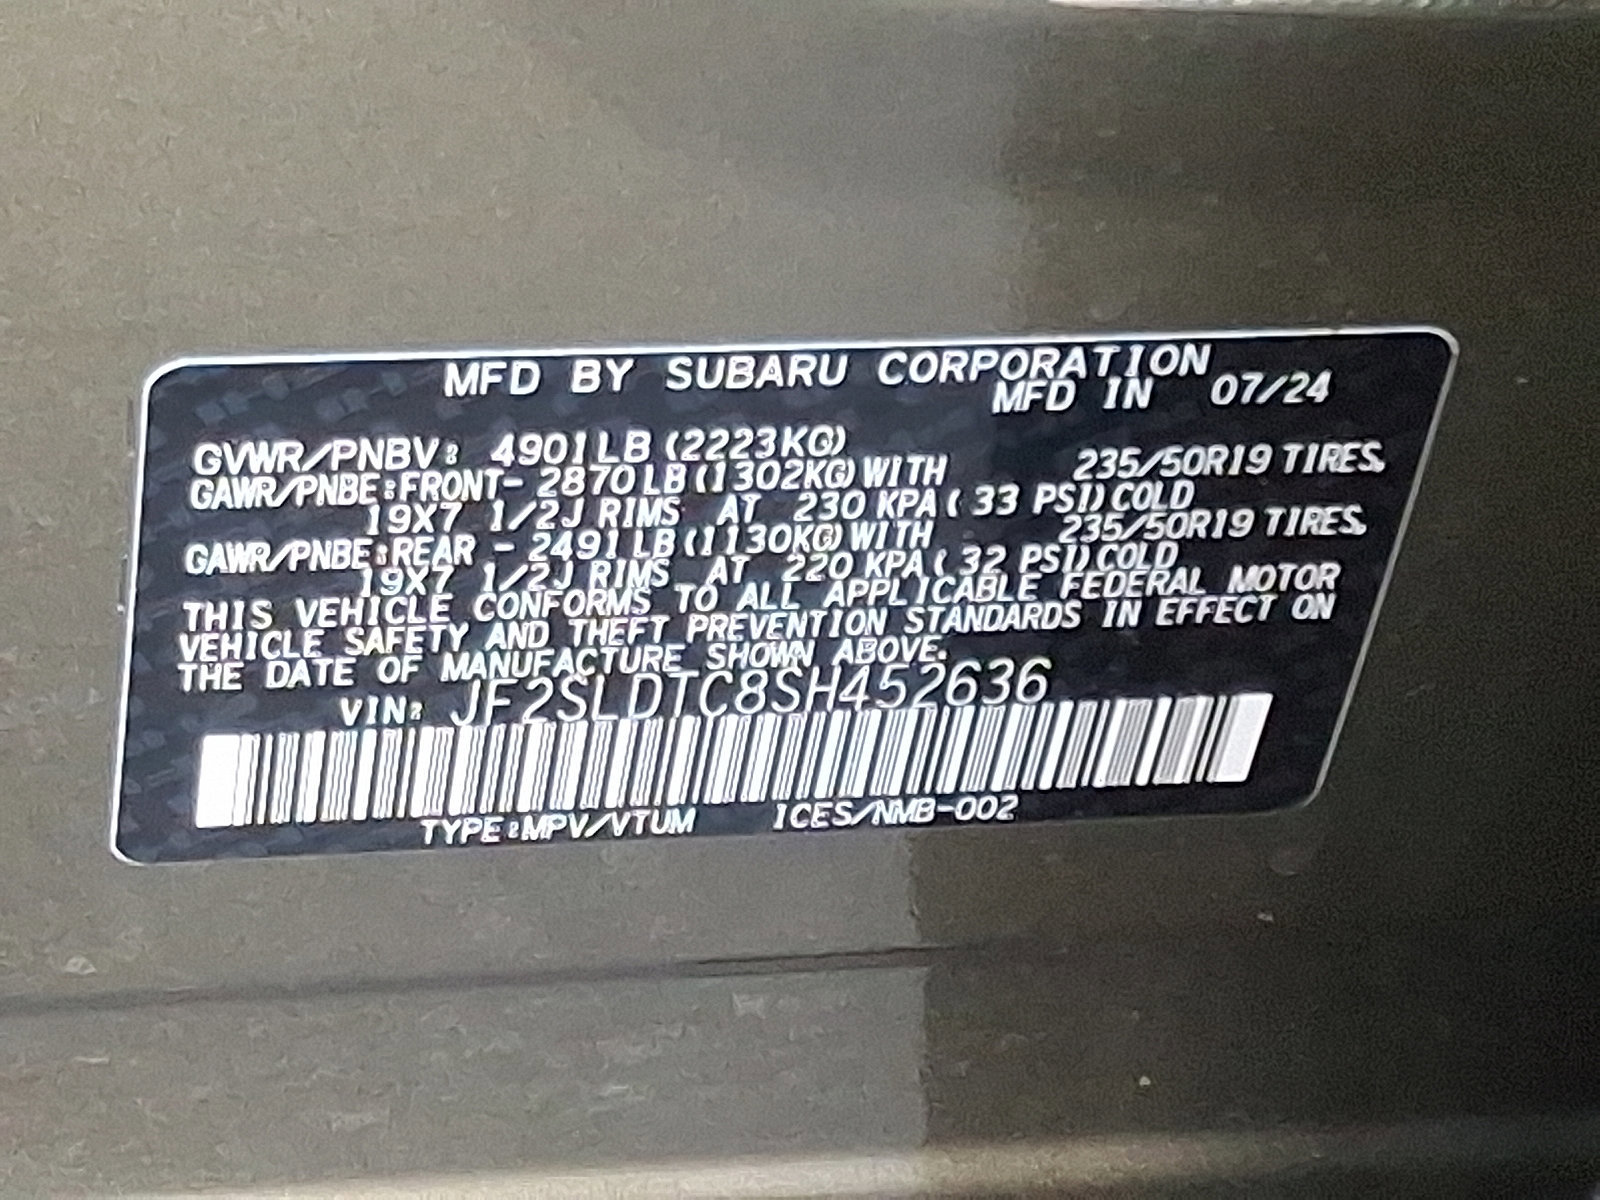 MFD BY SUBARU CORPORATION
MFD IN 07/24
GVWR/PNBV: 4901LB (2223KG)
GAWR/PNBE:FRONT- 2870LB(1302KG)WITH 235/50R19 TIRES,
19X7 1/2J RIMS AT 230 KPA( 33 PSI)COLD
GAWR/PNBE:REAR - 2491LB(1130KG)WITH 235/50R19 TIRES,
19X7 1/2J RIMS AT 220 KPA( 32 PSI)COLD
THIS VEHICLE CONFORMS TO ALL APPLICABLE FEDERAL MOTOR
VEHICLE SAFETY AND THEFT PREVENTION STANDARDS IN EFFECT ON
THE DATE OF MANUFACTURE SHOWN ABOVE.
VIN: JF2SLDTC8SH452636
TYPE:MPV/VTUM ICES/NMB-002